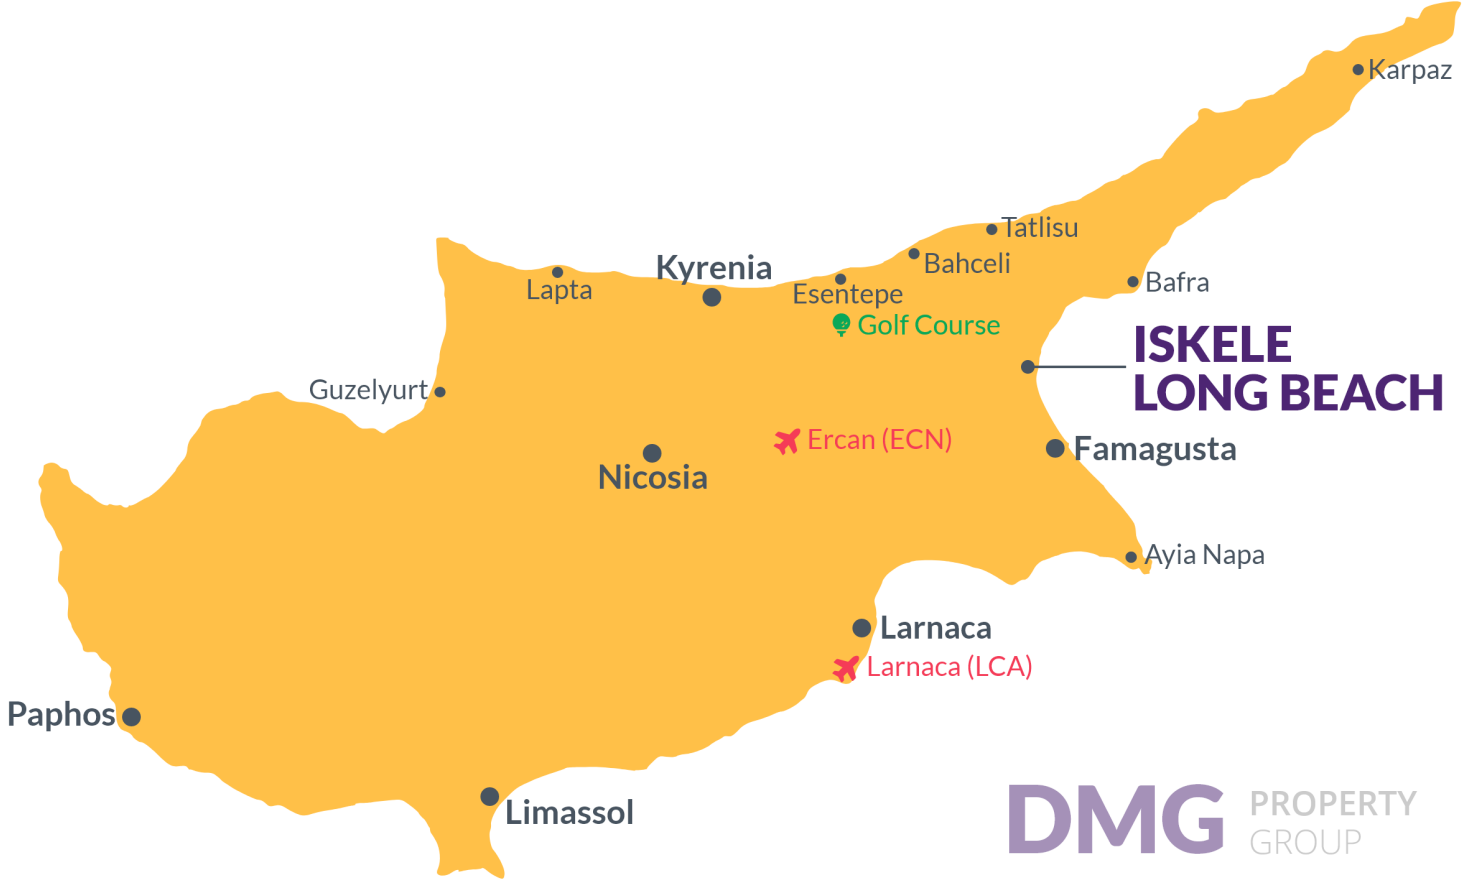 Karpaz
Tatlisu
Bahceli
Kyrenia
Lapta
Esentepe
Bafra
Golf Course
ISKELE
LONG BEACH
Guzelyurt
Ercan (ECN)
Famagusta
Nicosia
Ayia Napa
Larnaca
Larnaca (LCA)
Paphos
Limassol
DMG PROPERTY
GROUP